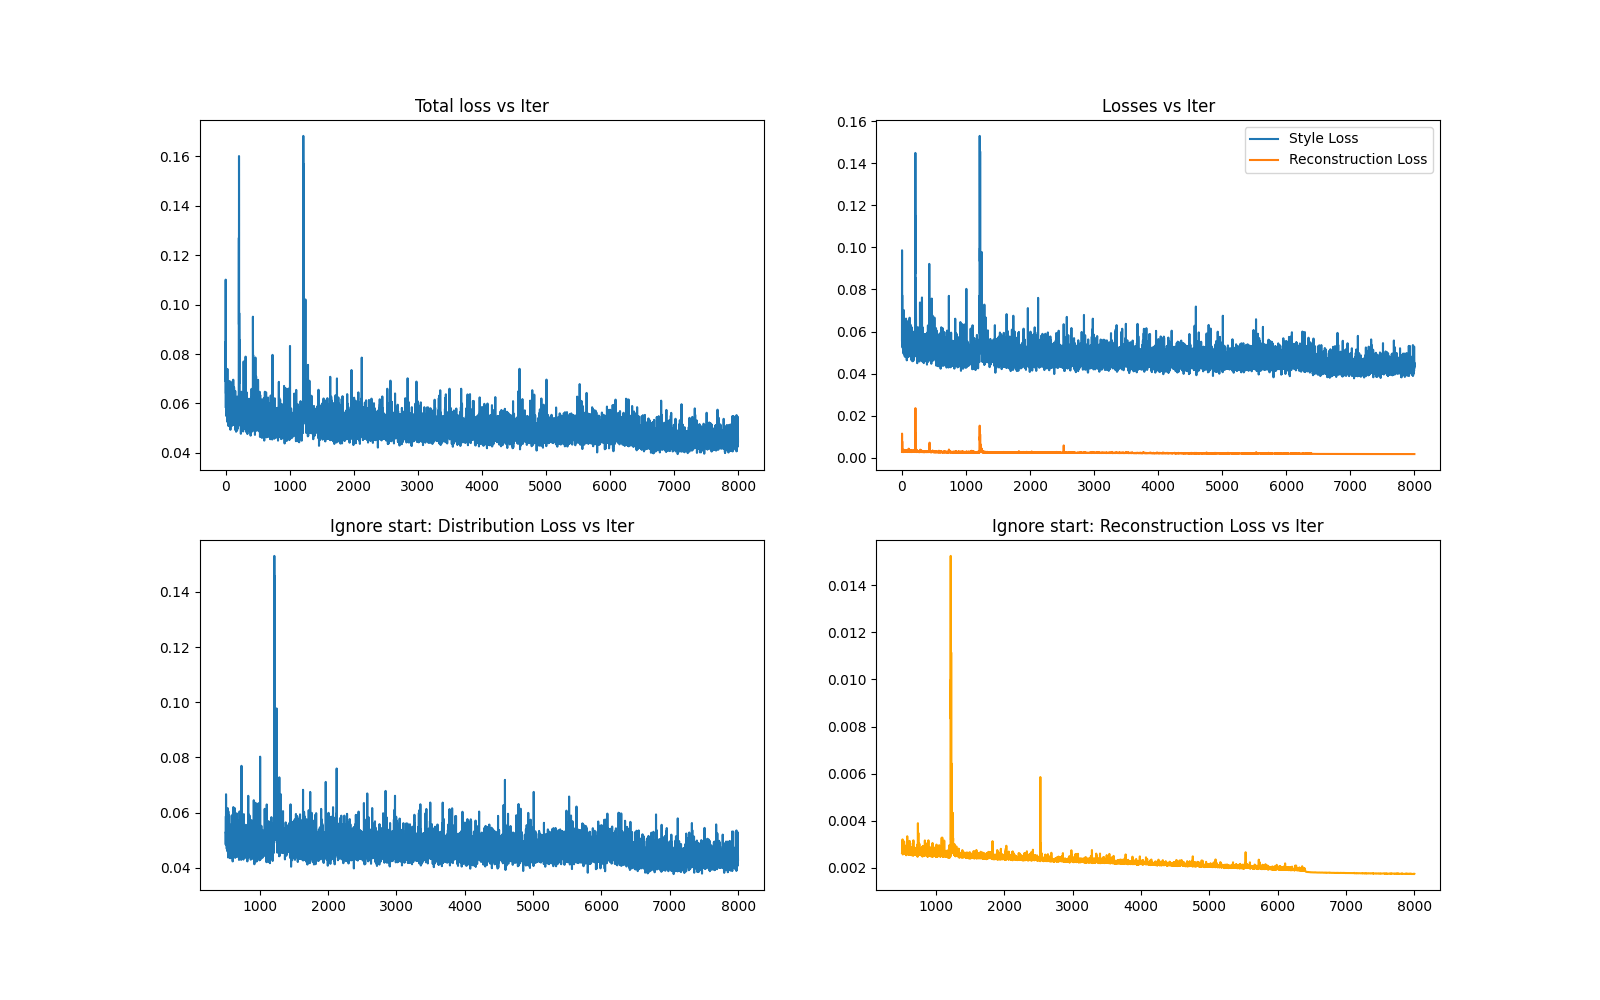 Total loss vs Iter
0.16
0.14
0.12
0.10
0.08
0.06
0.04
0 1000 2000 3000 4000 5000 6000 7000 8000
Losses vs Iter
Style Loss
Reconstruction Loss
0.16
0.14
0.12
0.10
0.08
0.06
0.04
0.02
0.00
0 1000 2000 3000 4000 5000 6000 7000 8000
Ignore start: Distribution Loss vs Iter
0.14
0.12
0.10
0.08
0.06
0.04
1000 2000 3000 4000 5000 6000 7000 8000
Ignore start: Reconstruction Loss vs Iter
0.014
0.012
0.010
0.008
0.006
0.004
0.002
1000 2000 3000 4000 5000 6000 7000 8000